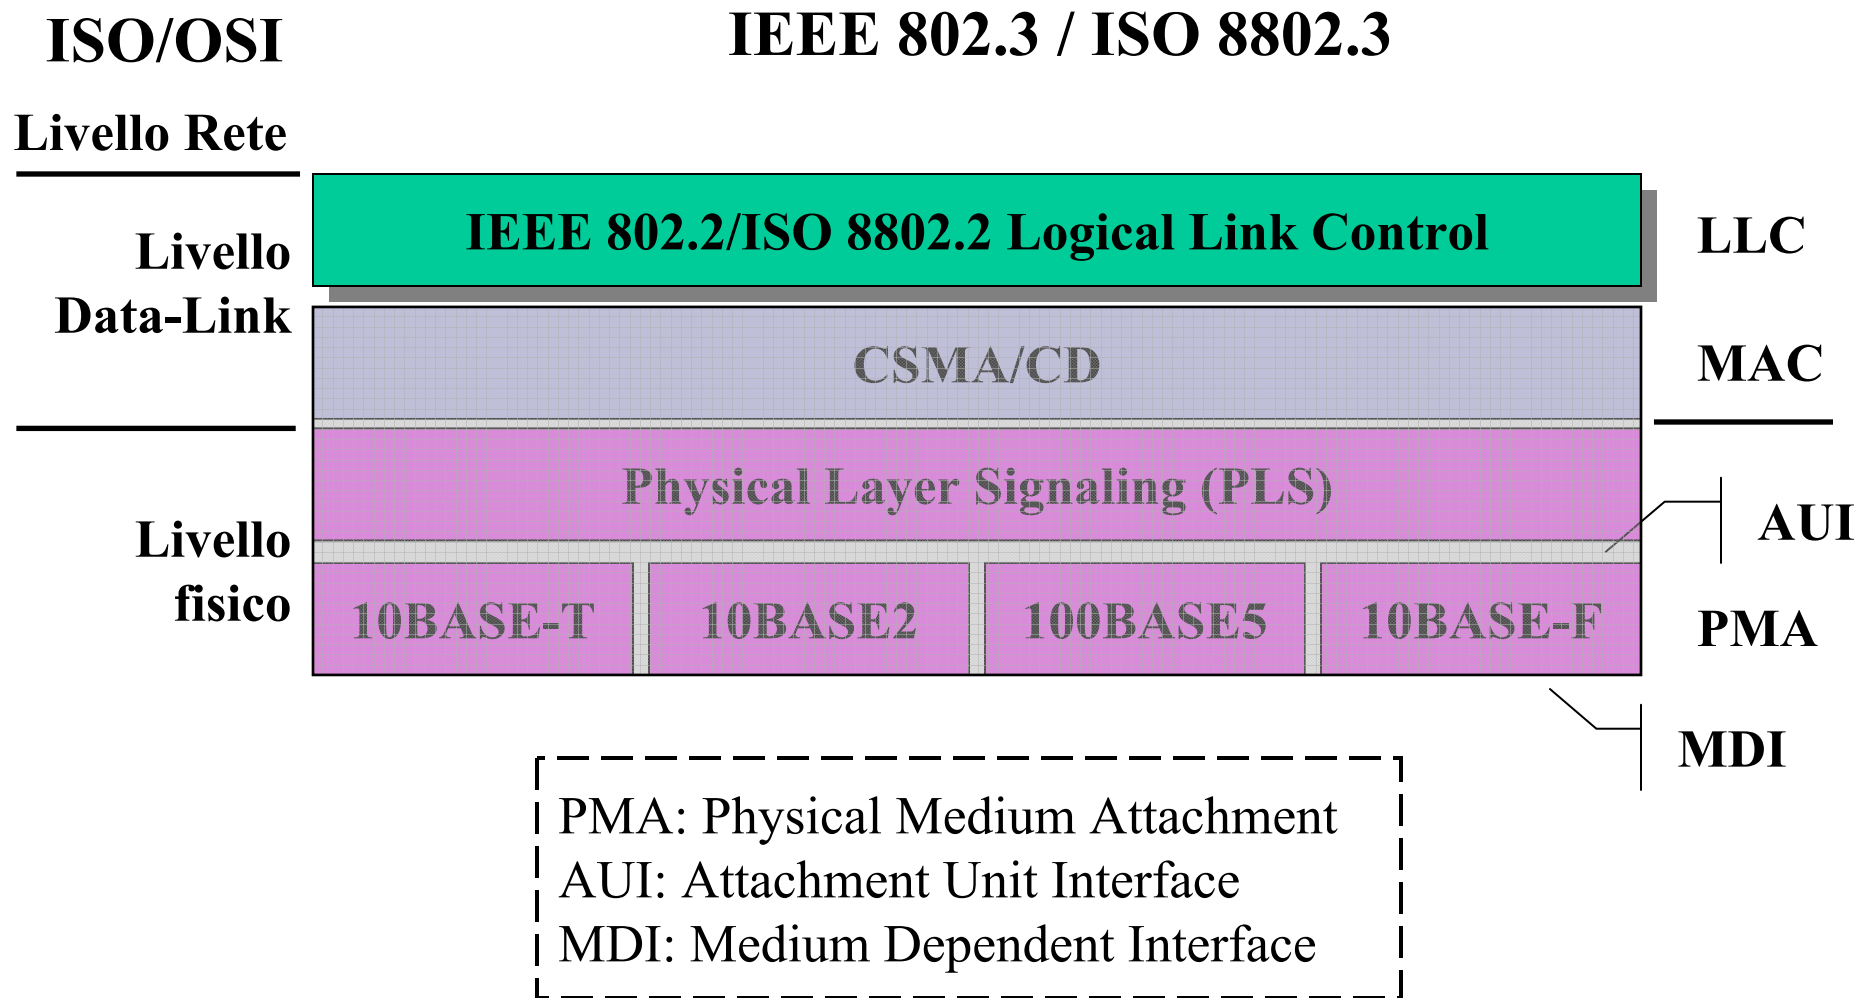 ISO/OSI
IEEE 802.3 / ISO 8802.3
Livello Rete
IEEE 802.2/ISO 8802.2 Logical Link Control
LLC
Livello
Data-Link
CSMA/CD
MAC
Physical Layer Signaling (PLS)
AUI
Livello
fisico
10BASE-T
10BASE2
100BASE5
10BASE-F
PMA
MDI
PMA: Physical Medium Attachment
AUI: Attachment Unit Interface
MDI: Medium Dependent Interface